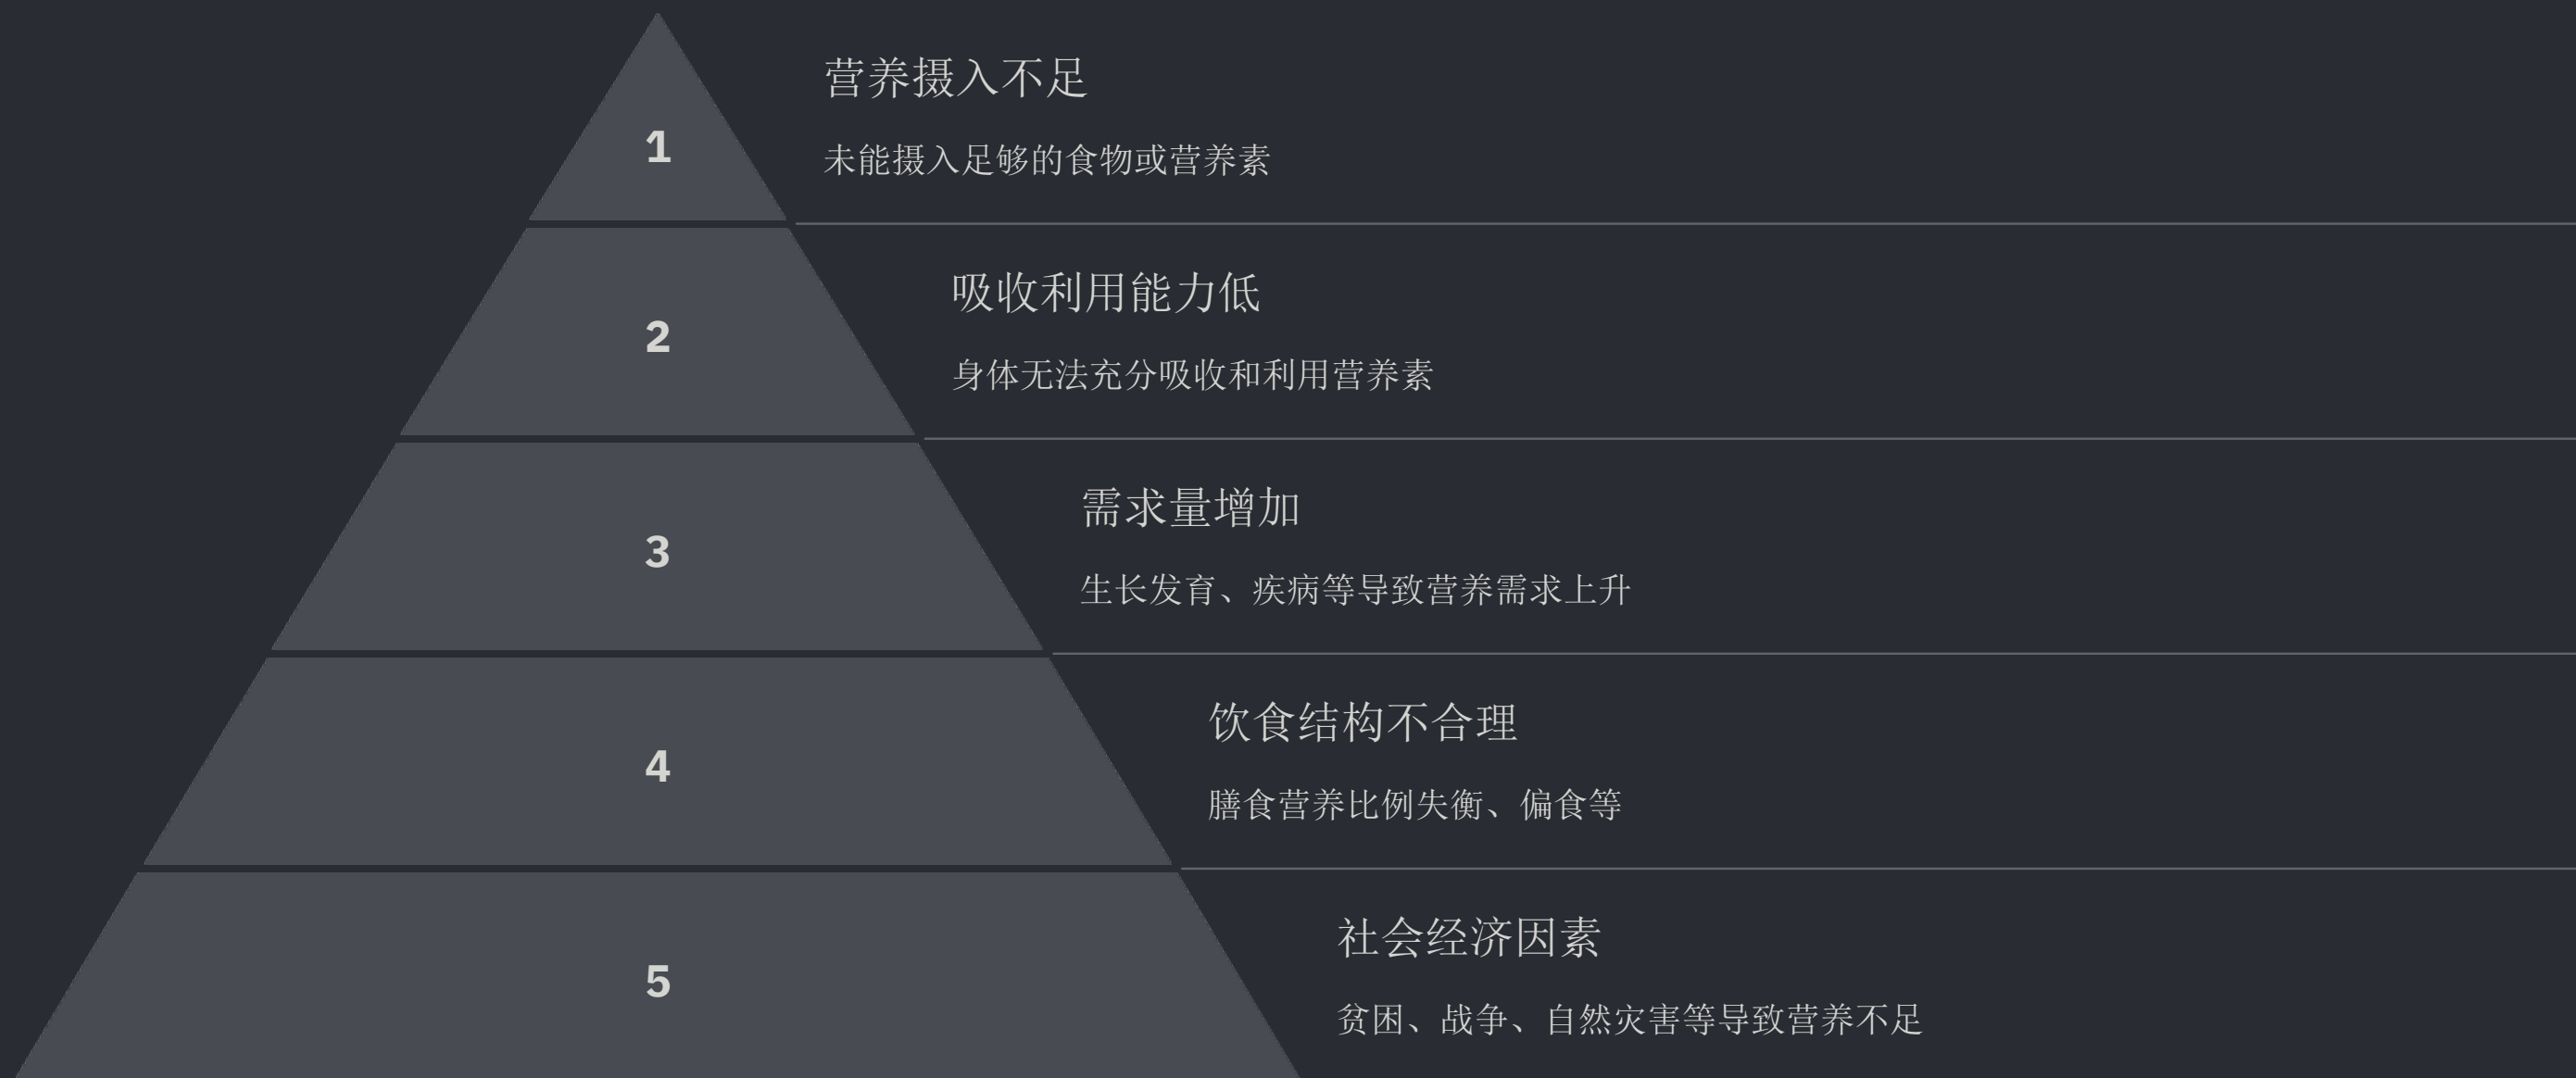 1
营养摄入不足
未能摄入足够的食物或营养素
2
吸收利用能力低
身体无法充分吸收和利用营养素
3
需求量增加
生长发育、疾病等导致营养需求上升
4
饮食结构不合理
膳食营养比例失衡、偏食等
5
社会经济因素
贫困、战争、自然灾害等导致营养不足